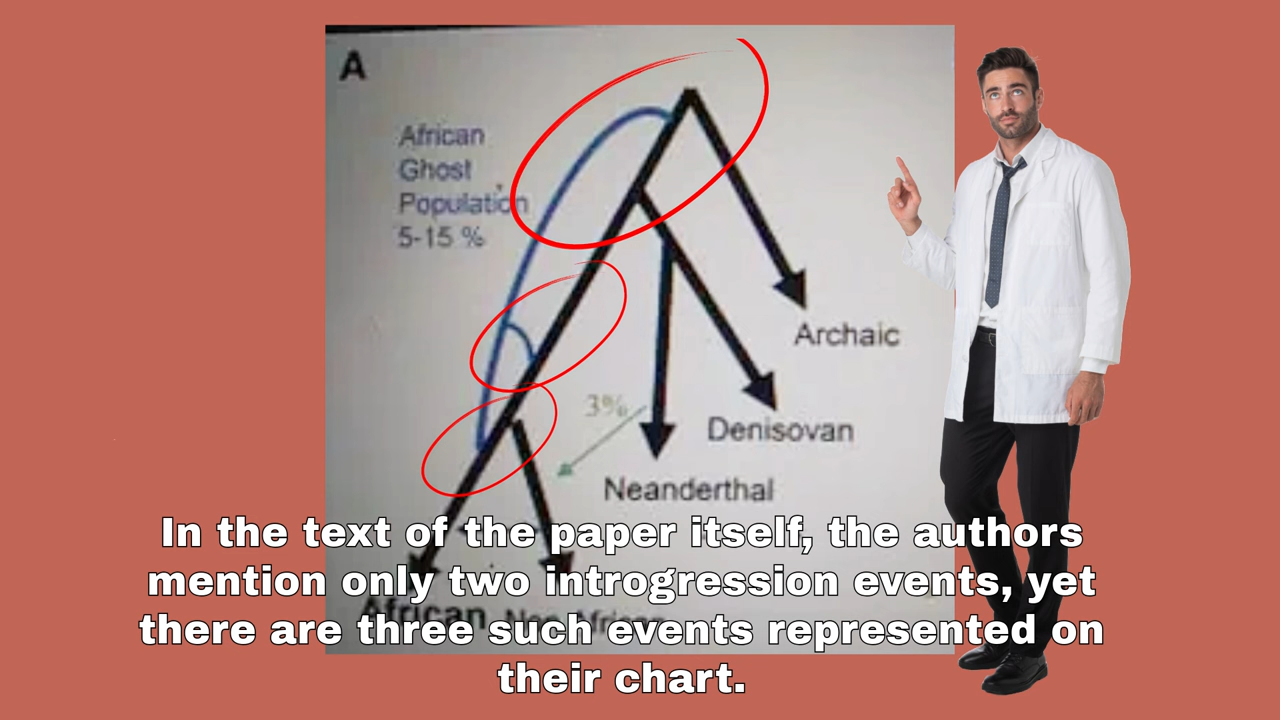 A
African
Ghost
Population
5-15 %
Archaic
3%
Denisovan
Neanderthal
In the text of the paper itself, the authors
mention only two introgression events, yet
African
there are three such events represented on
their chart.